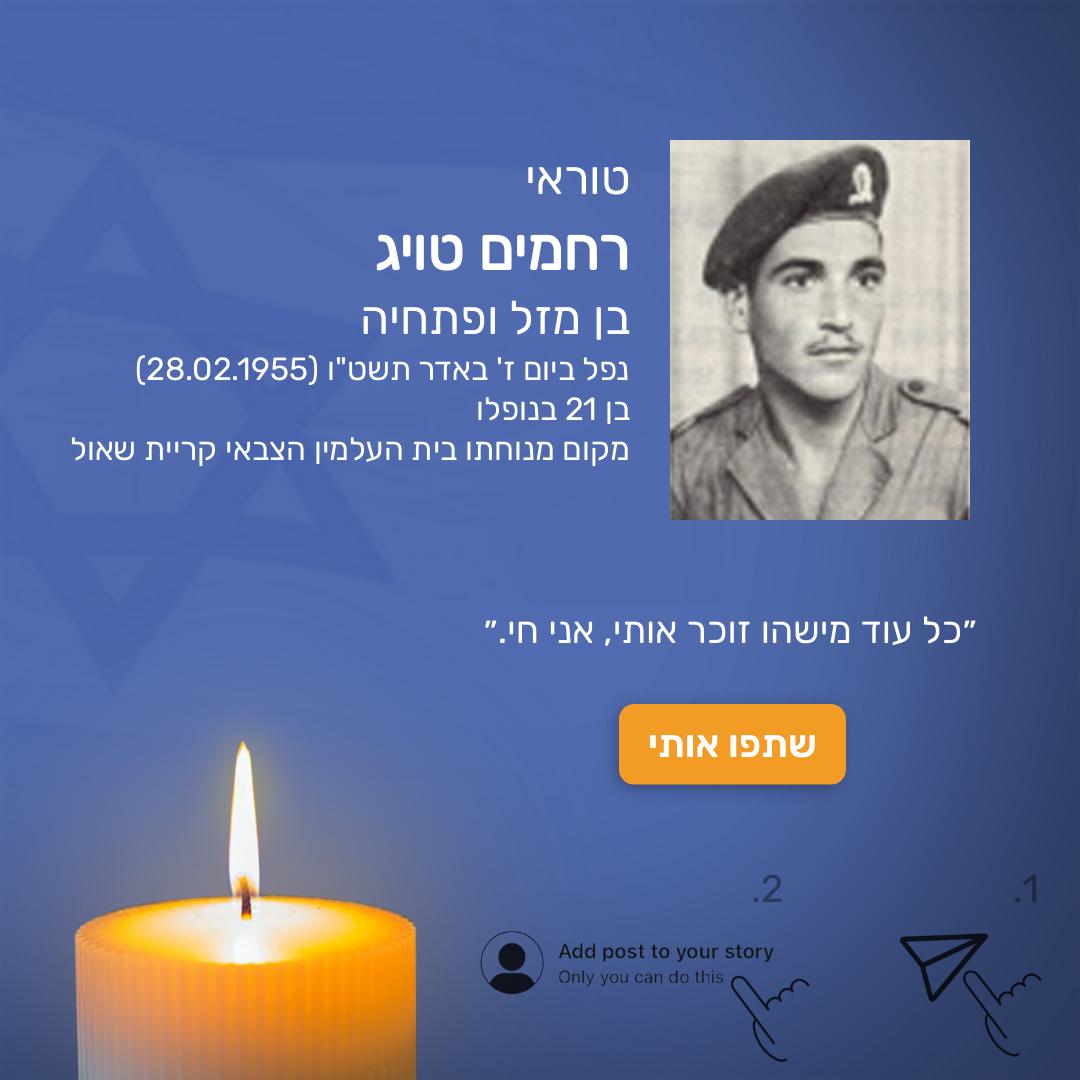 טוראי
רחמים טויג
בן מזל ופתחיה
נפל ביום ז' באדר תשט"ו (28.02.1955)
בן 21 בנופלו
מקום מנוחתו בית העלמין הצבאי קריית שאול
״כל עוד מישהו זוכר אותי, אני חי.״
שתפו אותי
.1
.2
Add post to your story
Only you can do this